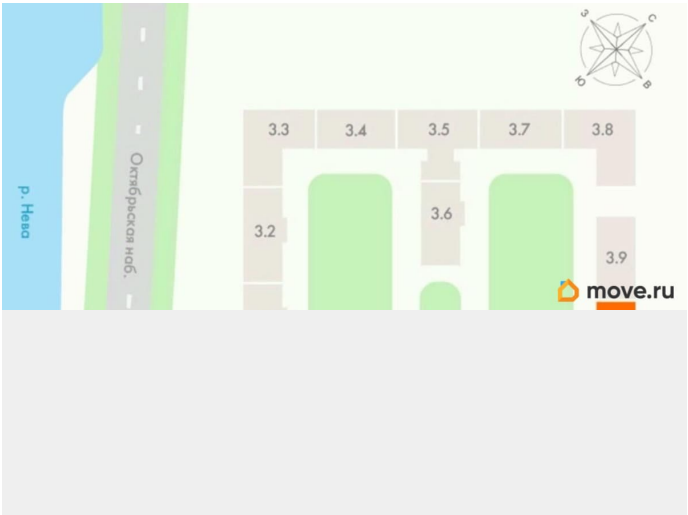 З
С
Ю
В
3.3
3.4
3.5
3.7
3.8
Октябрьская наб.
р. Нева
3.2
3.6
3.9
move.ru